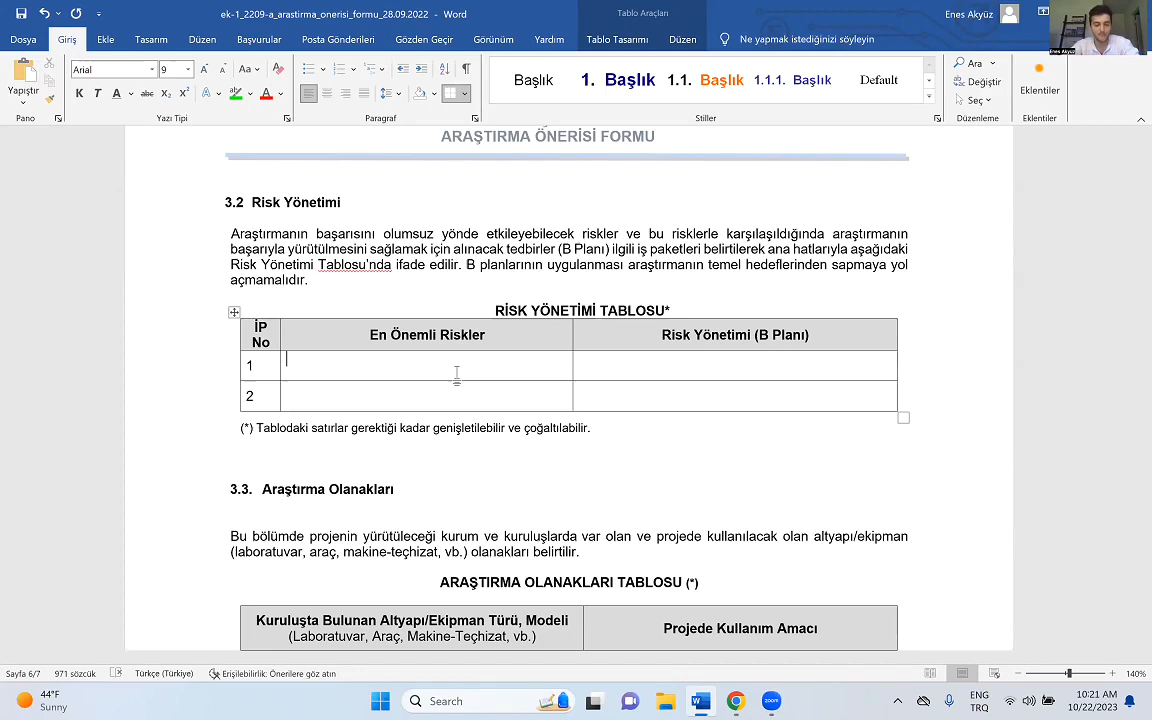 ek-1_2209-a_arastirma_onerisi_formu_28.09.2022 - Word
Tablo Araçları
Enes Akyüz
Dosya Giriş Ekle Tasarım Düzen Başvurular Posta Gönderileri Gözden Geçir Görünüm Yardım Tablo Tasarımı Düzen Ne yapmak istediğinizi söyleyin
Enes Akyüz
Yapıştır
Arial 9
Başlık 1. Başlık 1.1. Başlık 1.1.1. Başlık Default
Ara
Değiştir
Seç
Eklentiler
Pano Yazı Tipi Paragraf Stiller Düzenleme Eklentiler
ARAŞTIRMA ÖNERİSİ FORMU
3.2 Risk Yönetimi
Araştırmanın başarısını olumsuz yönde etkileyebilecek riskler ve bu risklerle karşılaşıldığında araştırmanın
başarıyla yürütülmesini sağlamak için alınacak tedbirler (B Planı) ilgili iş paketleri belirtilerek ana hatlarıyla aşağıdaki
Risk Yönetimi Tablosu'nda ifade edilir. B planlarının uygulanması araştırmanın temel hedeflerinden sapmaya yol
açmamalıdır.
RİSK YÖNETİMİ TABLOSU*
İP No En Önemli Riskler Risk Yönetimi (B Planı)
1
2
(*) Tablodaki satırlar gerektiği kadar genişletilebilir ve çoğaltılabilir.
3.3. Araştırma Olanakları
Bu bölümde projenin yürütüleceği kurum ve kuruluşlarda var olan ve projede kullanılacak olan altyapı/ekipman
(laboratuvar, araç, makine-teçhizat, vb.) olanakları belirtilir.
ARAŞTIRMA OLANAKLARI TABLOSU (*)
Kuruluşta Bulunan Altyapı/Ekipman Türü, Modeli
(Laboratuvar, Araç, Makine-Teçhizat, vb.)
Projede Kullanım Amacı
Sayfa 6/7 971 sözcük Türkçe (Türkiye) Erişilebilirlik: Önerilere göz atın 140%
44°F
Sunny
Search
zoom
ENG
TRQ
10:21 AM
10/22/2023